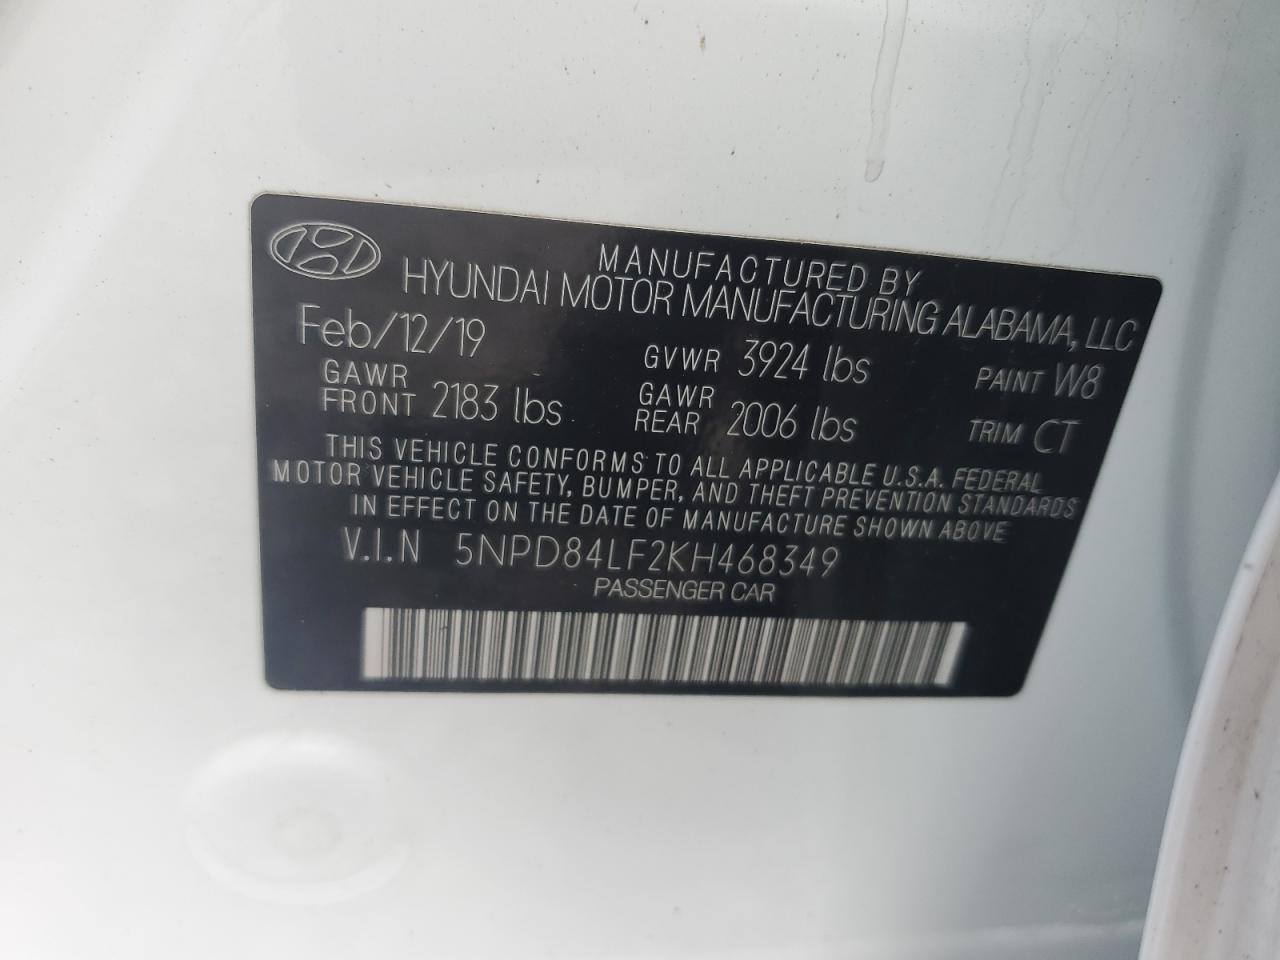 MANUFACTURED BY
HYUNDAI MOTOR MANUFACTURING ALABAMA, LLC
Feb/12/19 GVWR 3924 lbs PAINT W8
GAWR FRONT 2183 lbs GAWR REAR 2006 lbs TRIM CT
THIS VEHICLE CONFORMS TO ALL APPLICABLE U.S.A. FEDERAL
MOTOR VEHICLE SAFETY, BUMPER, AND THEFT PREVENTION STANDARDS
IN EFFECT ON THE DATE OF MANUFACTURE SHOWN ABOVE
V.I.N 5NPD84LF2KH468349
PASSENGER CAR